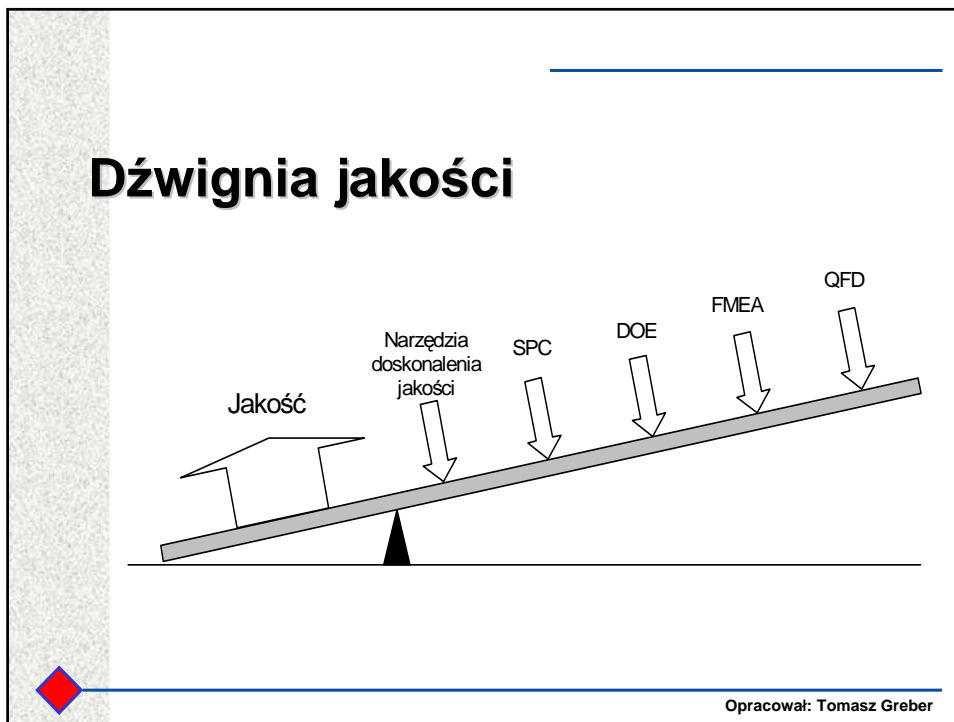 Dźwignia jakości
QFD
FMEA
DOE
SPC
Narzędzia
doskonalenia
jakości
Jakość
Opracował: Tomasz Greber